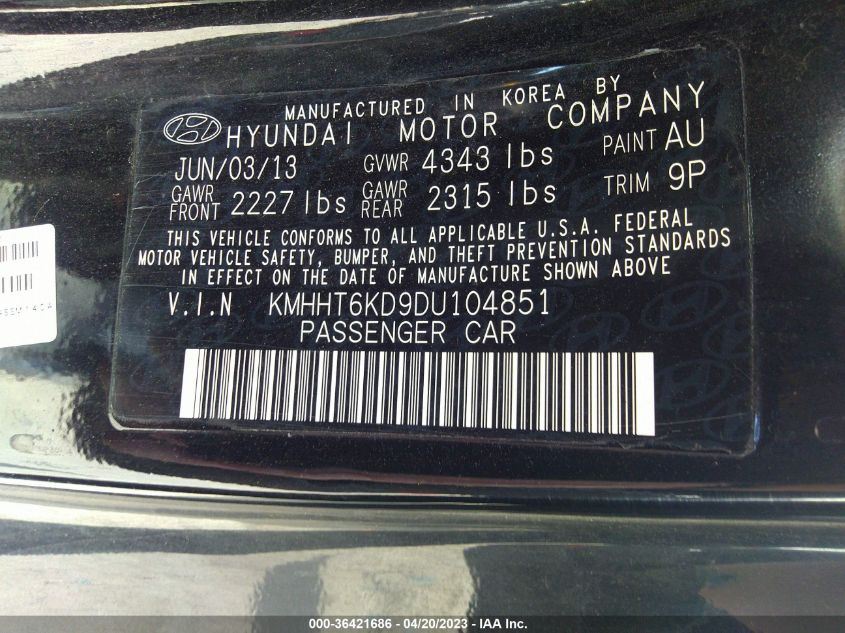 MANUFACTURED IN KOREA BY
HYUNDAI MOTOR COMPANY
JUN/03/13 GVWR 4343 lbs PAINT AU
GAWR FRONT 2227 lbs GAWR REAR 2315 lbs TRIM 9P
THIS VEHICLE CONFORMS TO ALL APPLICABLE U.S.A. FEDERAL
MOTOR VEHICLE SAFETY, BUMPER, AND THEFT PREVENTION STANDARDS
IN EFFECT ON THE DATE OF MANUFACTURE SHOWN ABOVE
V.I.N KMHHT6KD9DU104851
PASSENGER CAR
000-36421686 - 04/20/2023 - IAA Inc.